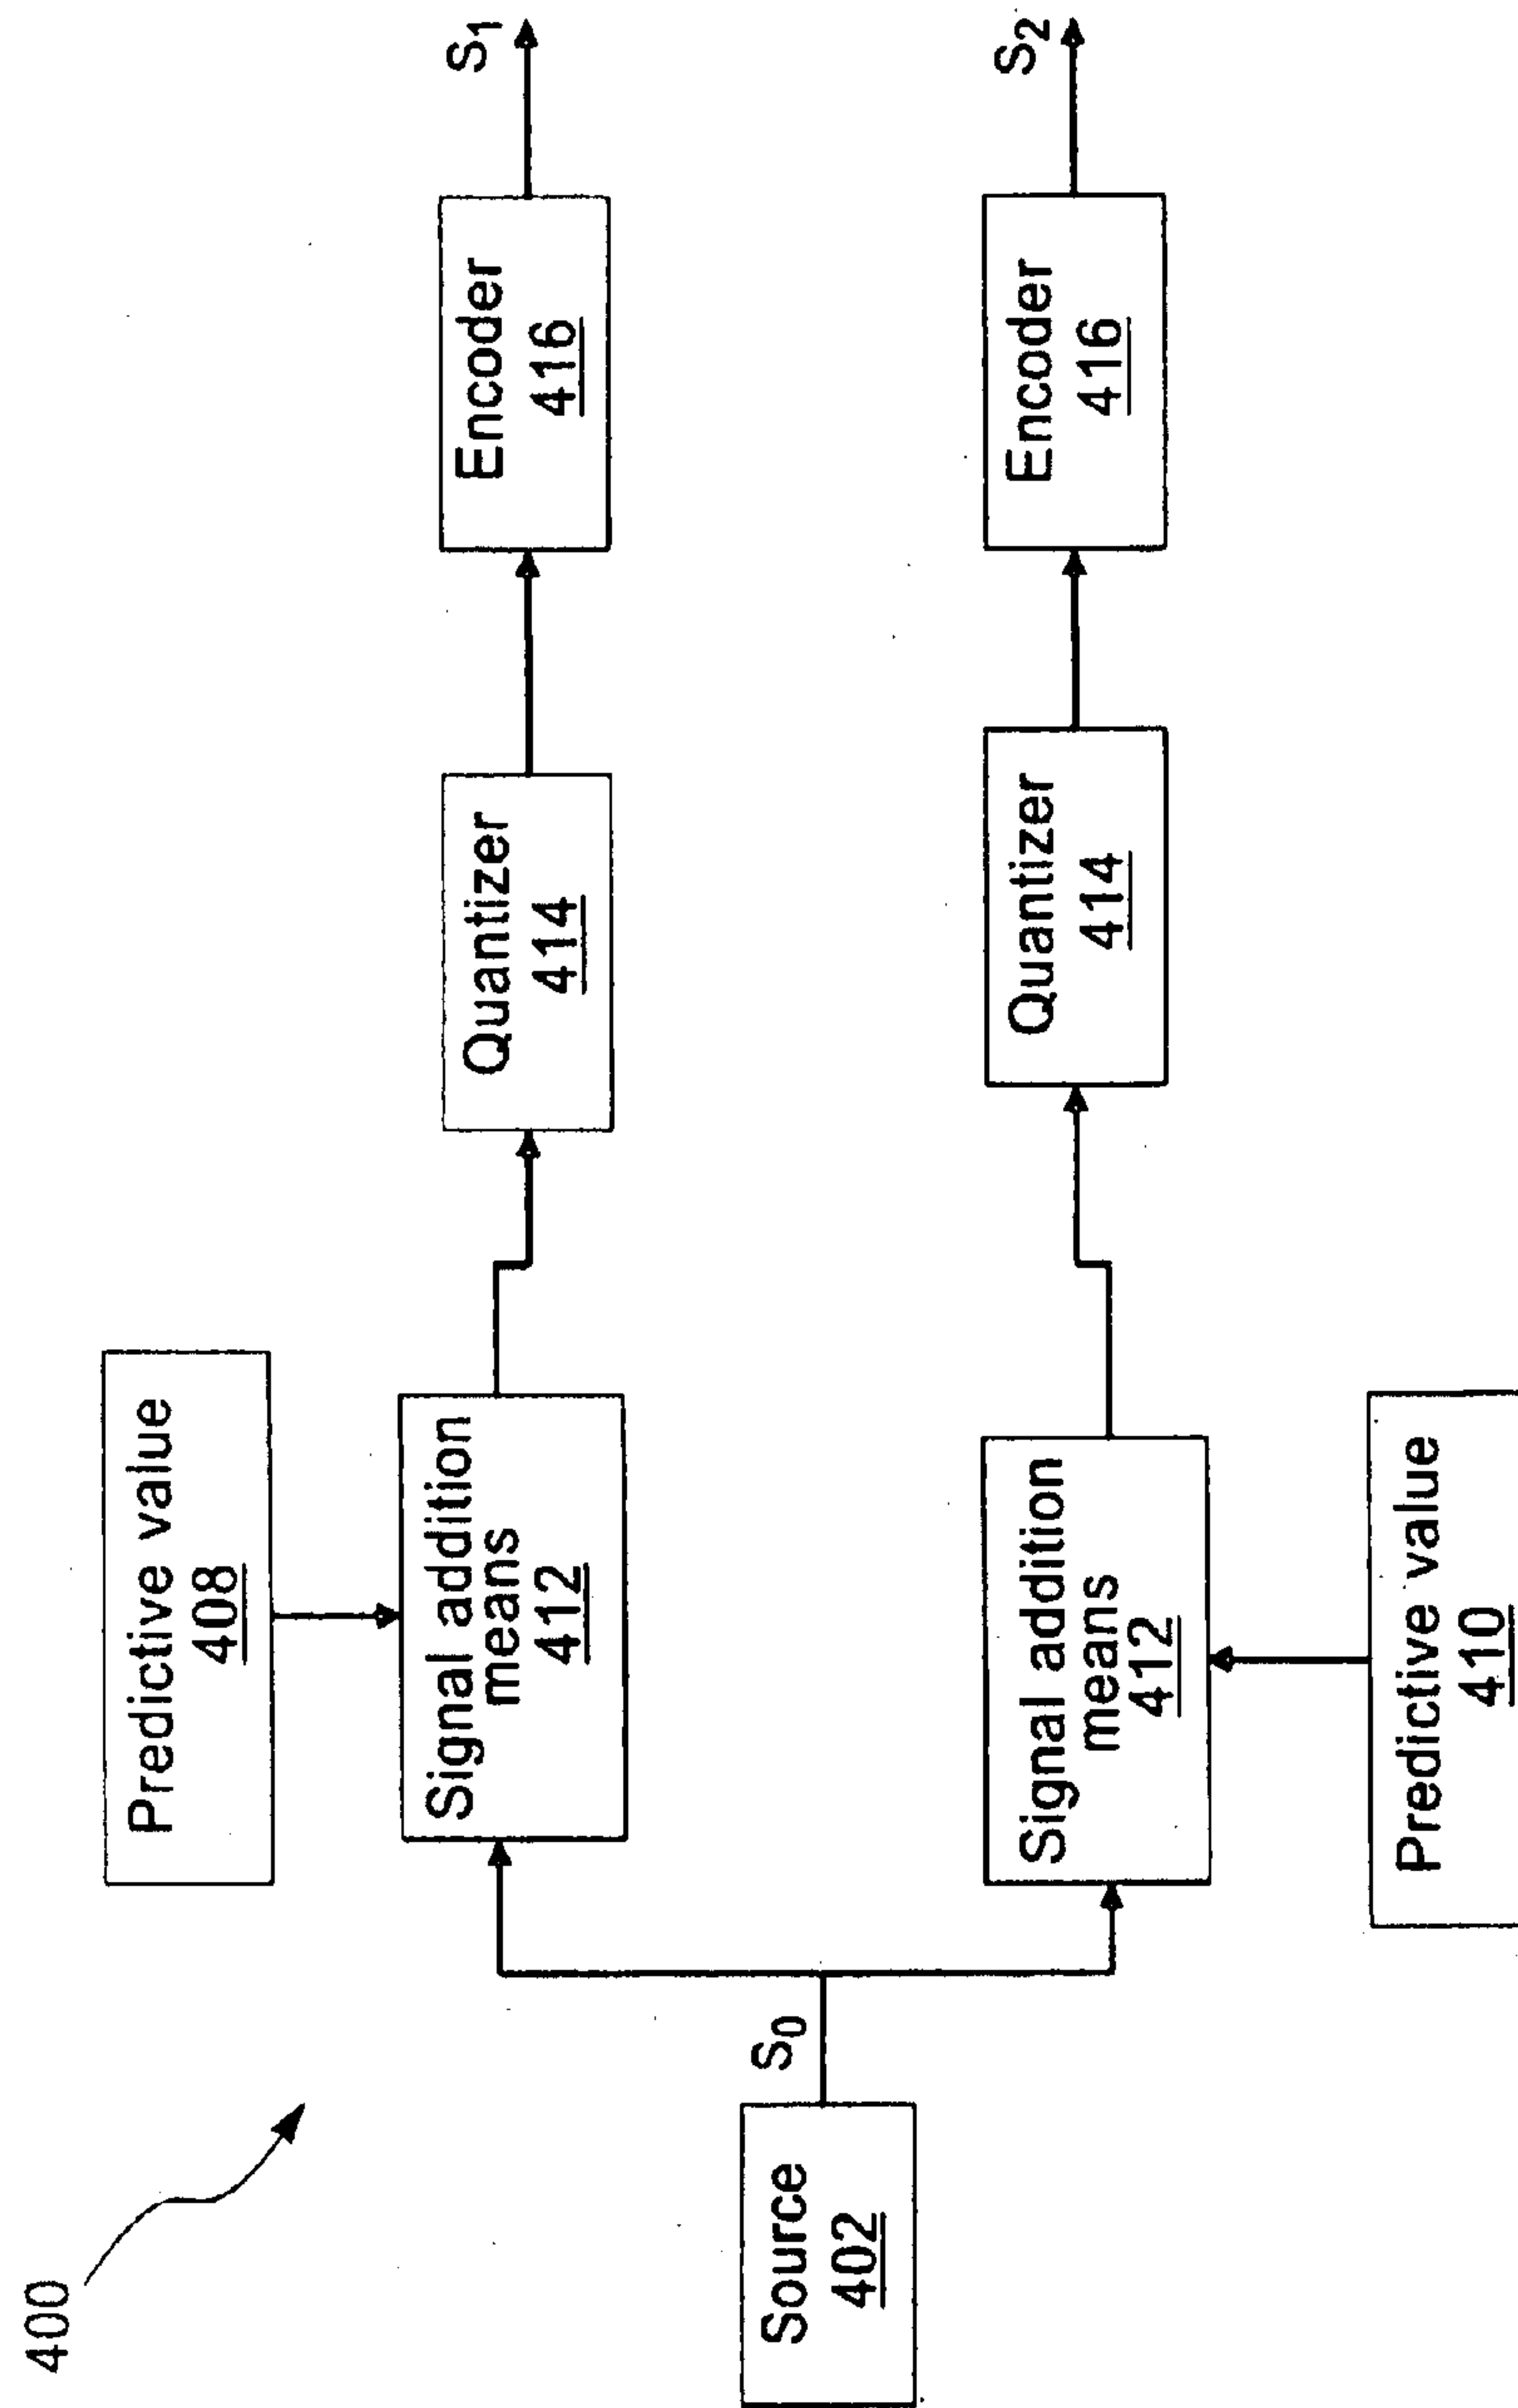 400
Source
402
S0
Predictive value
408
Signal addition
means
412
Quantizer
414
Encoder
416
S1
Signal addition
means
412
Predictive value
410
Quantizer
414
Encoder
416
S2